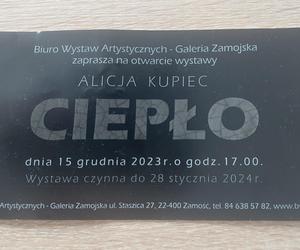 Biuro Wystaw Artystycznych - Galeria Zamojska
zaprasza na otwarcie wystawy
ALICJA KUPIEC
CIEPŁO
dnia 15 grudnia 2023r. o godz. 17.00.
Wystawa czynna do 28 stycznia 2024r.
Artystycznych - Galeria Zamojska ul. Staszica 27, 22-400 Zamość, tel. 84 638 57 82, www.b